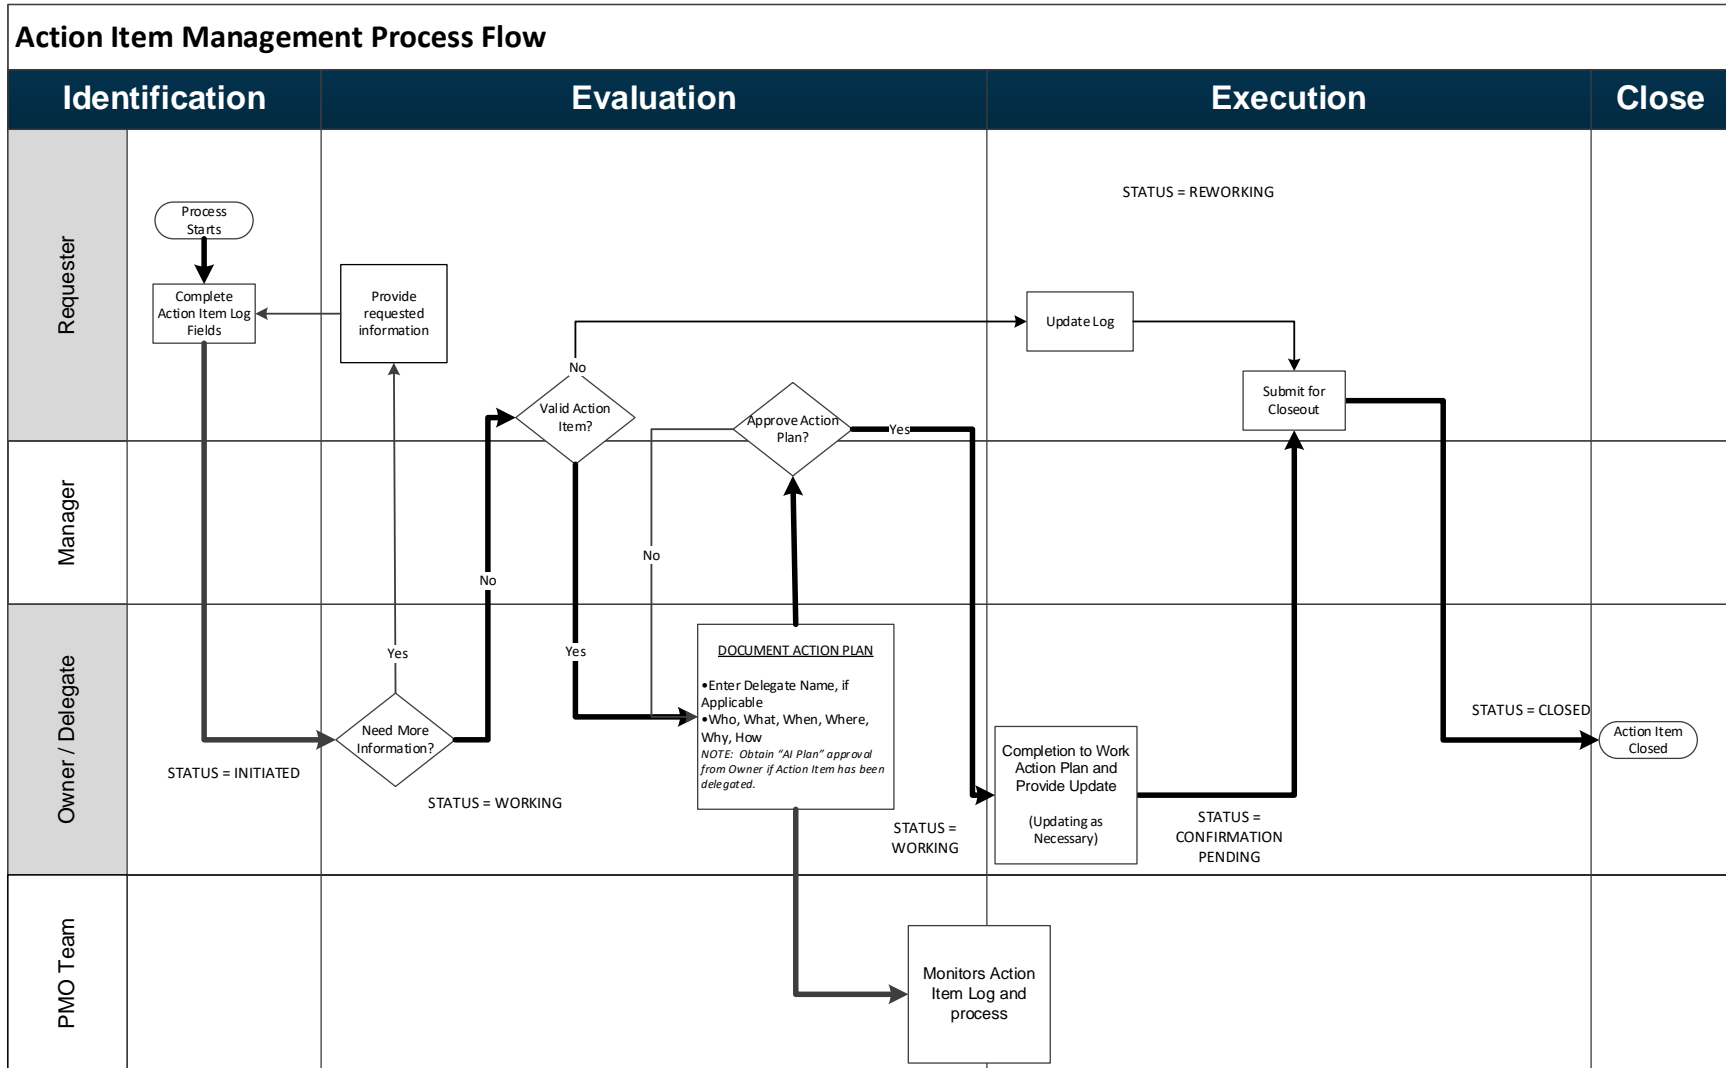 Action Item Management Process Flow
Identification
Evaluation
Execution
Close
Requester
Process
Starts
Complete
Action Item Log
Fields
Provide
requested
information
No
Valid Action
Item?
Approve Action
Plan?
Yes
STATUS = REWORKING
Update Log
Submit for
Closeout
Manager
No
No
Owner / Delegate
Yes
Need More
Information?
STATUS = INITIATED
STATUS = WORKING
Yes
DOCUMENT ACTION PLAN
•Enter Delegate Name, if
Applicable
•Who, What, When, Where,
Why, How
NOTE: Obtain “AI Plan” approval
from Owner if Action Item has been
delegated.
STATUS =
WORKING
Completion to Work
Action Plan and
Provide Update
(Updating as
Necessary)
STATUS =
CONFIRMATION
PENDING
STATUS = CLOSED
Action Item
Closed
PMO Team
Monitors Action
Item Log and
process